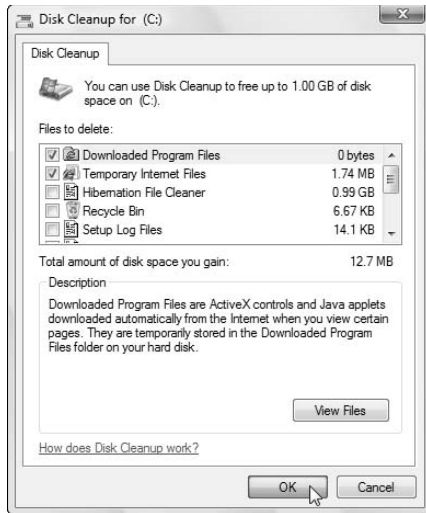 Disk Cleanup for (C:)
Disk Cleanup
You can use Disk Cleanup to free up to 1.00 GB of disk
space on (C:).
Files to delete:
Downloaded Program Files 0 bytes
Temporary Internet Files 1.74 MB
Hibernation File Cleaner 0.99 GB
Recycle Bin 6.67 KB
Setup Log Files 14.1 KB
Total amount of disk space you gain: 12.7 MB
Description
Downloaded Program Files are ActiveX controls and Java applets
downloaded automatically from the Internet when you view certain
pages. They are temporarily stored in the Downloaded Program
Files folder on your hard disk.
View Files
How does Disk Cleanup work?
OK
Cancel